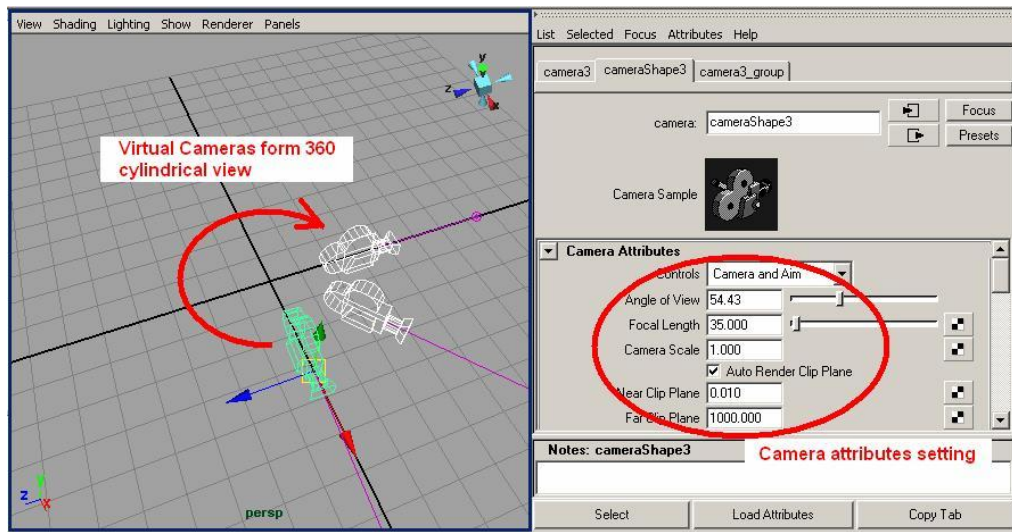 View Shading Lighting Show Renderer Panels
y
z
x
Virtual Cameras form 360
cylindrical view
y
z
x
persp
List Selected Focus Attributes Help
camera3 cameraShape3 camera3_group
camera: cameraShape3
Focus
Presets
Camera Sample
Camera Attributes
Controls Camera and Aim
Angle of View 54.43
Focal Length 35.000
Camera Scale 1.000
Auto Render Clip Plane
Near Clip Plane 0.010
Far Clip Plane 1000.000
Notes: cameraShape3
Camera attributes setting
Select Load Attributes Copy Tab